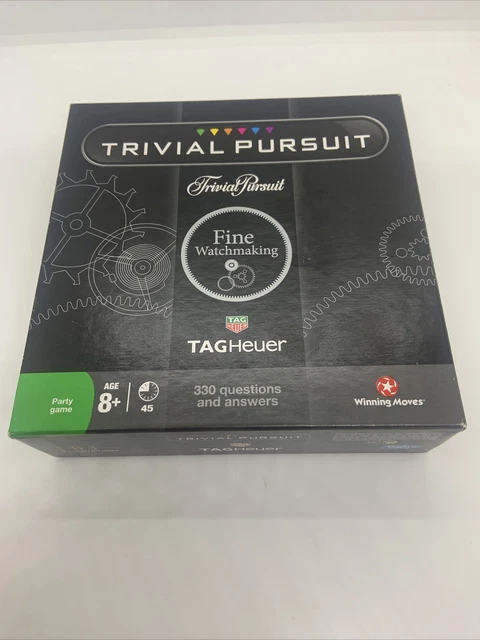 TRIVIAL PURSUIT
Trivial Pursuit
Fine
Watchmaking
TAG
HEUER
TAGHeuer
Party
game
AGE
8+
45
330 questions
and answers
Winning Moves
TRIVIAL PURSUIT
TAGHeuer